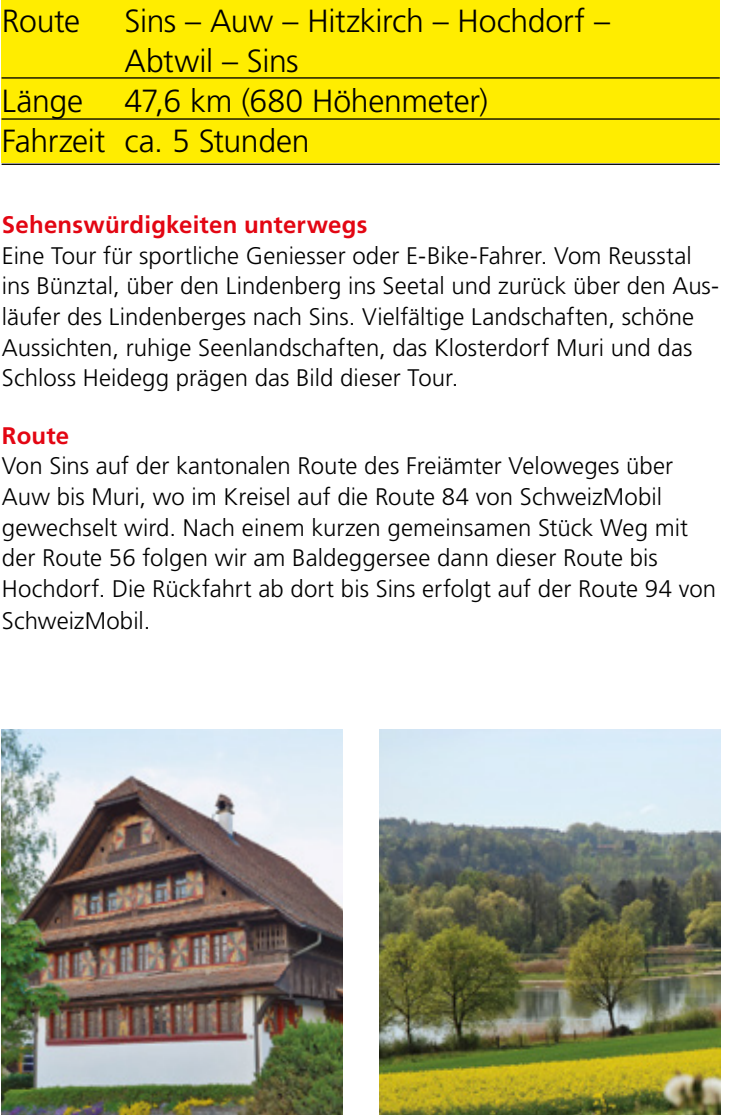 Route Sins – Auw – Hitzkirch – Hochdorf –
Abtwil – Sins
Länge 47,6 km (680 Höhenmeter)
Fahrzeit ca. 5 Stunden
Sehenswürdigkeiten unterwegs
Eine Tour für sportliche Geniesser oder E-Bike-Fahrer. Vom Reusstal
ins Bünztal, über den Lindenberg ins Seetal und zurück über den Aus-
läufer des Lindenberges nach Sins. Vielfältige Landschaften, schöne
Aussichten, ruhige Seenlandschaften, das Klosterdorf Muri und das
Schloss Heidegg prägen das Bild dieser Tour.
Route
Von Sins auf der kantonalen Route des Freiämter Veloweges über
Auw bis Muri, wo im Kreisel auf die Route 84 von SchweizMobil
gewechselt wird. Nach einem kurzen gemeinsamen Stück Weg mit
der Route 56 folgen wir am Baldeggersee dann dieser Route bis
Hochdorf. Die Rückfahrt ab dort bis Sins erfolgt auf der Route 94 von
SchweizMobil.